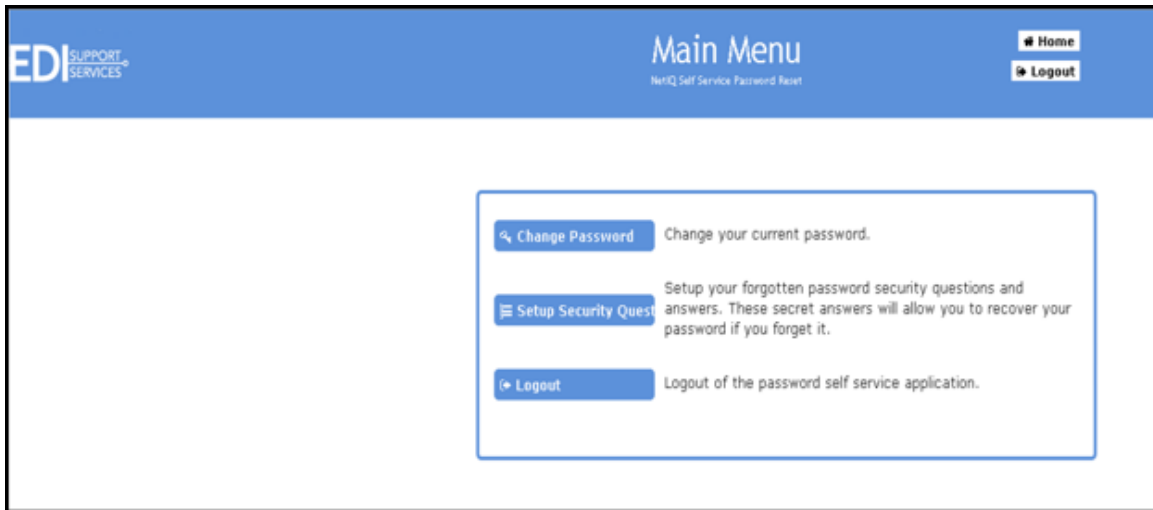 EDI SUPPORT
SERVICES
Main Menu
NetIQ Self Service Password Reset
Home
Logout
Change Password
Change your current password.
Setup Security Quest
Setup your forgotten password security questions and
answers. These secret answers will allow you to recover your
password if you forget it.
Logout
Logout of the password self service application.